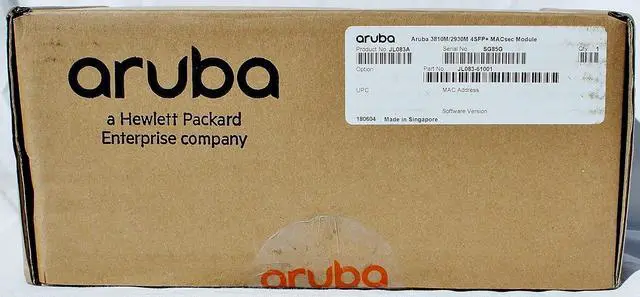 aruba
a Hewlett Packard
Enterprise company
aruba Aruba 3810M/2930M 4SFP+ MACsec Module
Product No JL083A Serial No SG85G Qty 1
Option Part No JL083-61001
UPC MAC Address
Software Version
180604 Made in Singapore
aruba